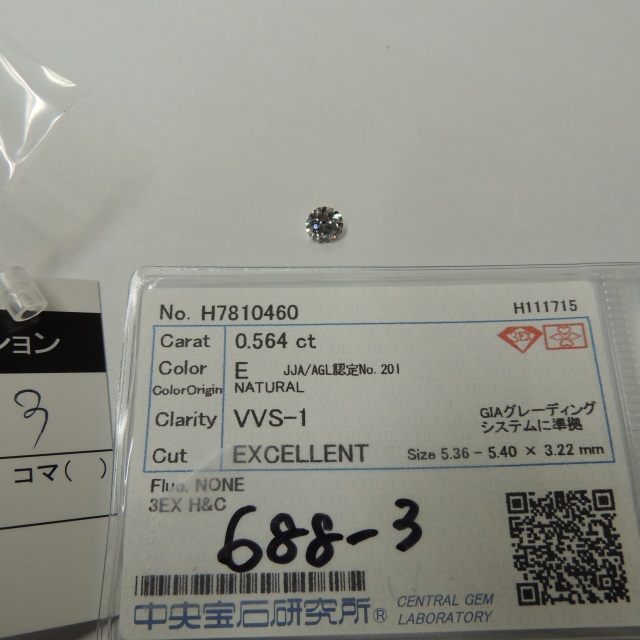 No. H7810460 H111715
Carat 0.564 ct
Color E JJA/AGL認定No.201
ColorOrigin NATURAL
Clarity VVS-1 GIAグレーディング
システムに準拠
Cut EXCELLENT Size 5.36 - 5.40 × 3.22 mm
Fluo. NONE
3EX H&C
688-3
中央宝石研究所® CENTRAL GEM
LABORATORY
3EX
ション
3
コマ( )